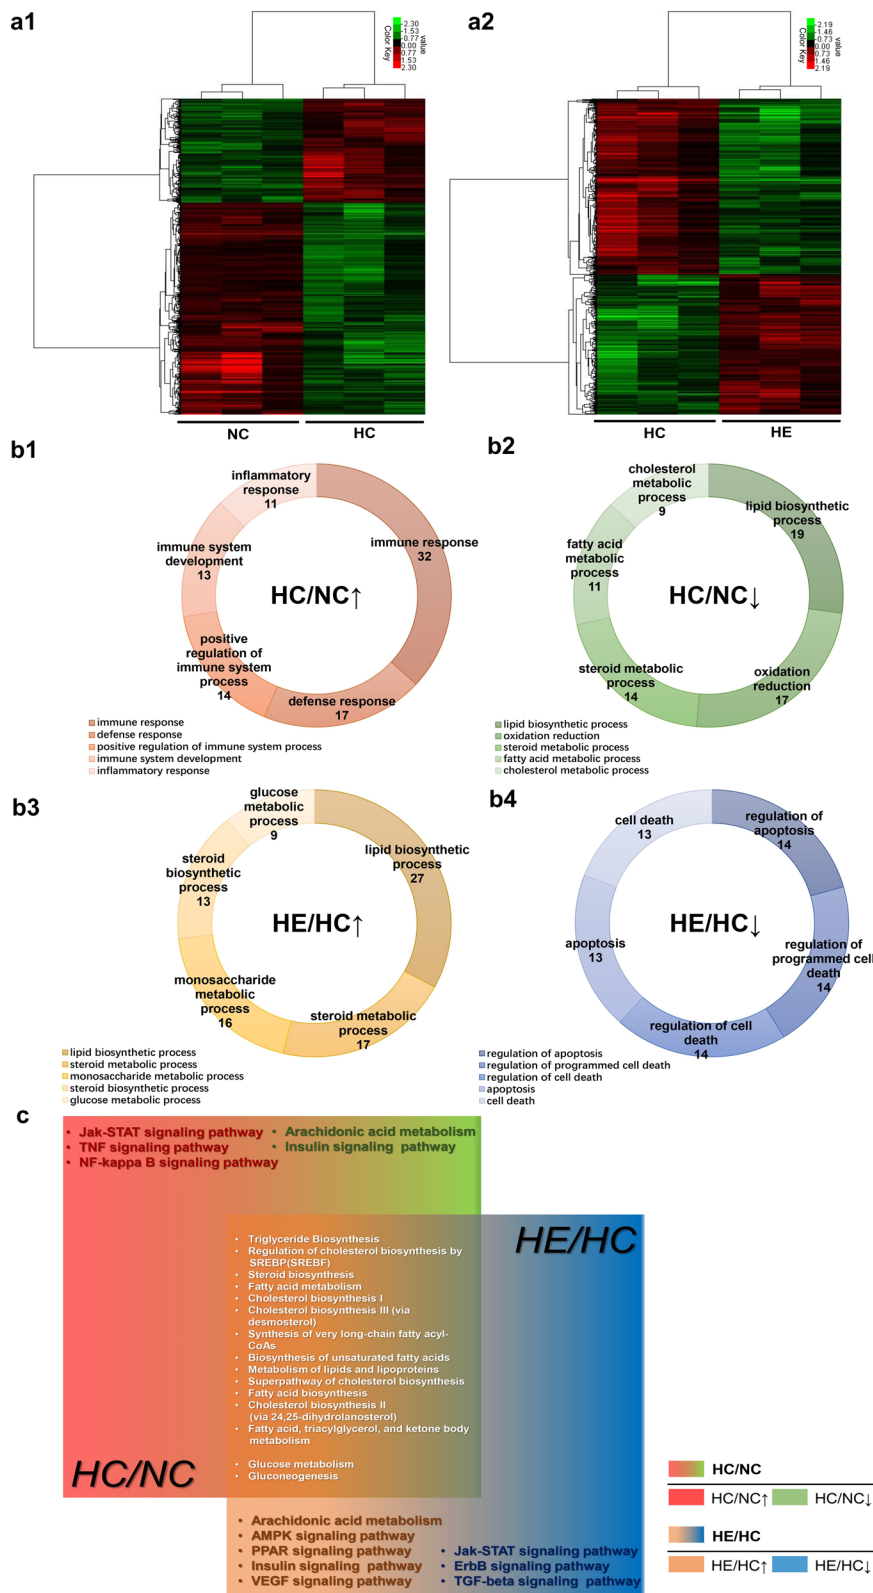 a1
2.30
1.53
0.77
0.00
0.77
1.53
2.30
value
Color Key
NC
HC
a2
2.19
1.46
0.73
0.00
0.73
1.46
2.19
value
Color Key
HC
HE
b1
inflammatory
response
11
immune response
32
immune system
development
13
HC/NC↑
positive
regulation of
immune system
process
14
defense response
17
immune response
defense response
positive regulation of immune system process
immune system development
inflammatory response
b2
cholesterol
metabolic process
9
lipid biosynthetic
process
19
fatty acid
metabolic
process
11
HC/NC↓
steroid metabolic
process
14
oxidation
reduction
17
lipid biosynthetic process
oxidation reduction
steroid metabolic process
fatty acid metabolic process
cholesterol metabolic process
b3
glucose
metabolic
process
9
lipid biosynthetic
process
27
steroid
biosynthetic
process
13
HE/HC↑
monosaccharide
metabolic
process
16
steroid metabolic
process
17
lipid biosynthetic process
steroid metabolic process
monosaccharide metabolic process
steroid biosynthetic process
glucose metabolic process
b4
cell death
13
regulation of
apoptosis
14
HE/HC↓
apoptosis
13
regulation of
programmed cell
death
14
regulation of cell
death
14
regulation of apoptosis
regulation of programmed cell death
regulation of cell death
apoptosis
cell death
c
• Jak-STAT signaling pathway
• TNF signaling pathway
• NF-kappa B signaling pathway
• Arachidonic acid metabolism
• Insulin signaling pathway
HE/HC
• Triglyceride Biosynthesis
• Regulation of cholesterol biosynthesis by
SREBP(SREBF)
• Steroid biosynthesis
• Fatty acid metabolism
• Cholesterol biosynthesis I
• Cholesterol biosynthesis III (via
desmosterol)
• Synthesis of very long-chain fatty acyl-
CoAs
• Biosynthesis of unsaturated fatty acids
• Metabolism of lipids and lipoproteins
• Superpathway of cholesterol biosynthesis
• Fatty acid biosynthesis
• Cholesterol biosynthesis II
(via 24,25-dihydrolanosterol)
• Fatty acid, triacylglycerol, and ketone body
metabolism
• Glucose metabolism
• Gluconeogenesis
HC/NC
• Arachidonic acid metabolism
• AMPK signaling pathway
• PPAR signaling pathway
• Insulin signaling pathway
• VEGF signaling pathway
• Jak-STAT signaling pathway
• ErbB signaling pathway
• TGF-beta signaling pathway
HC/NC
HC/NC↑ HC/NC↓
HE/HC
HE/HC↑ HE/HC↓